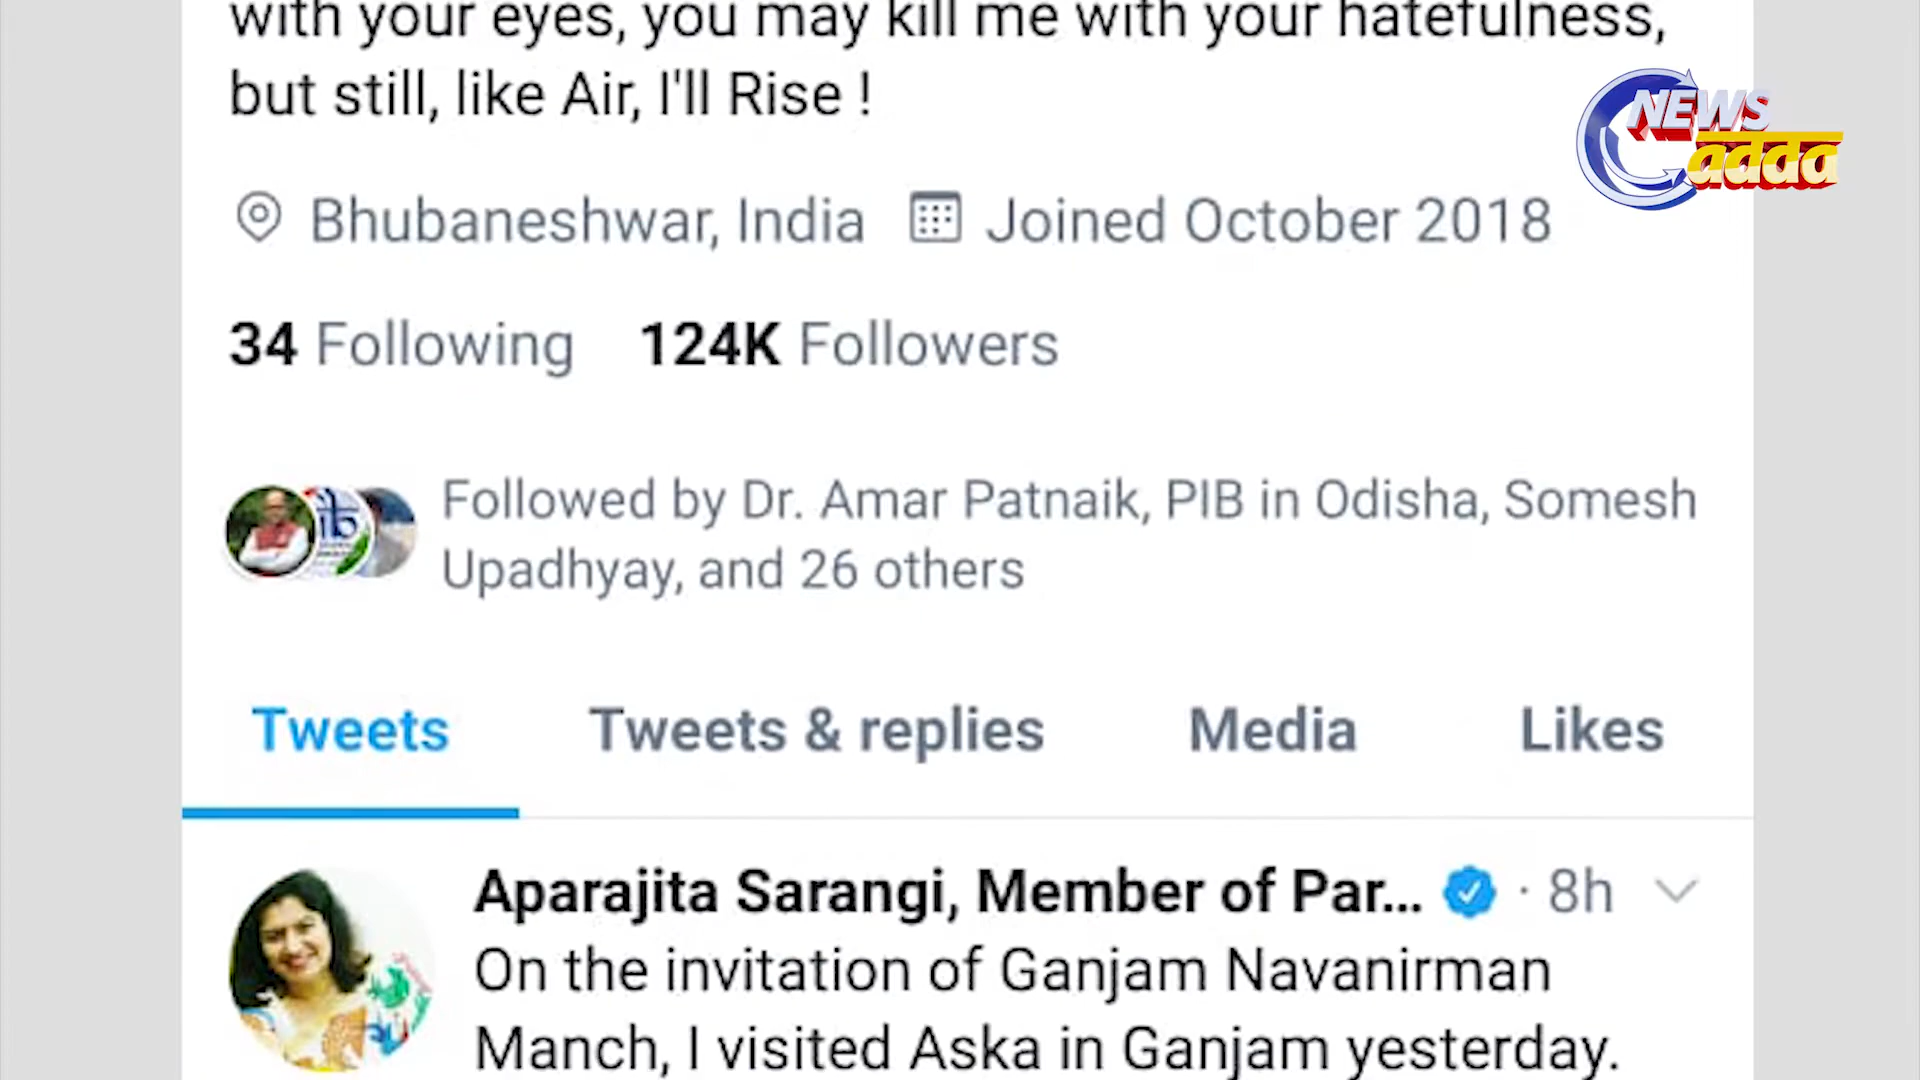 with your eyes, you may kill me with your hatefulness,
but still, like Air, I'll Rise !
NEWS
adda
Bhubaneshwar, India Joined October 2018
34 Following 124K Followers
Followed by Dr. Amar Patnaik, PIB in Odisha, Somesh
Upadhyay, and 26 others
Tweets Tweets & replies Media Likes
Aparajita Sarangi, Member of Par... · 8h
On the invitation of Ganjam Navanirman
Manch, I visited Aska in Ganjam yesterday.